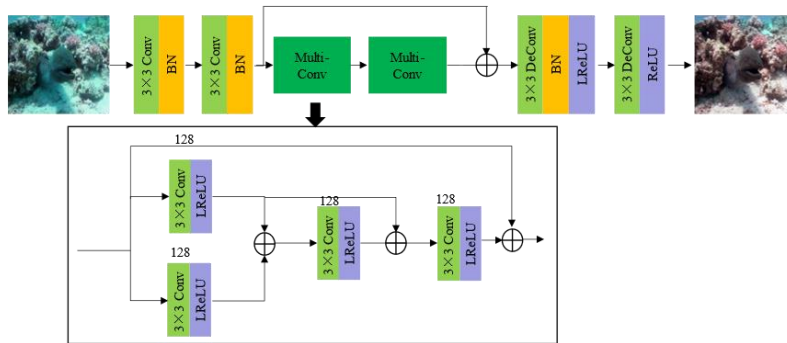 3×3 Conv
BN
3×3 Conv
BN
Multi-
Conv
Multi-
Conv
3×3 DeConv
BN
LReLU
3×3 DeConv
ReLU
128
3×3 Conv
LReLU
128
3×3 Conv
LReLU
128
3×3 Conv
LReLU
128
3×3 Conv
LReLU